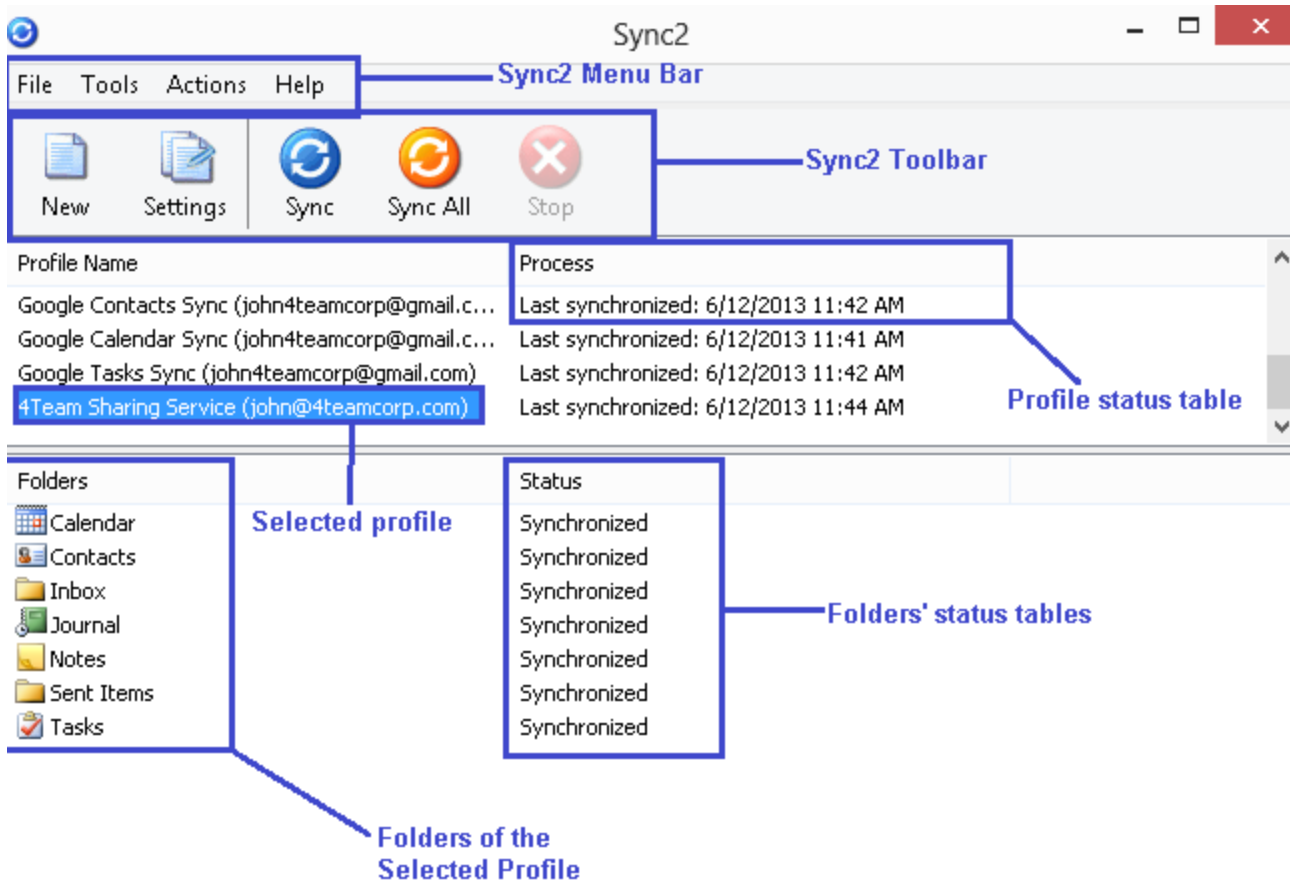 Sync2
File Tools Actions Help
Sync2 Menu Bar
New Settings Sync Sync All Stop
Sync2 Toolbar
Profile Name Process
Google Contacts Sync (john4teamcorp@gmail.c... Last synchronized: 6/12/2013 11:42 AM
Google Calendar Sync (john4teamcorp@gmail.c... Last synchronized: 6/12/2013 11:41 AM
Google Tasks Sync (john4teamcorp@gmail.com) Last synchronized: 6/12/2013 11:42 AM
4Team Sharing Service (john@4teamcorp.com) Last synchronized: 6/12/2013 11:44 AM
Profile status table
Folders Status
Selected profile
Calendar Synchronized
Contacts Synchronized
Inbox Synchronized
Journal Synchronized
Notes Synchronized
Sent Items Synchronized
Tasks Synchronized
Folders' status tables
Folders of the
Selected Profile